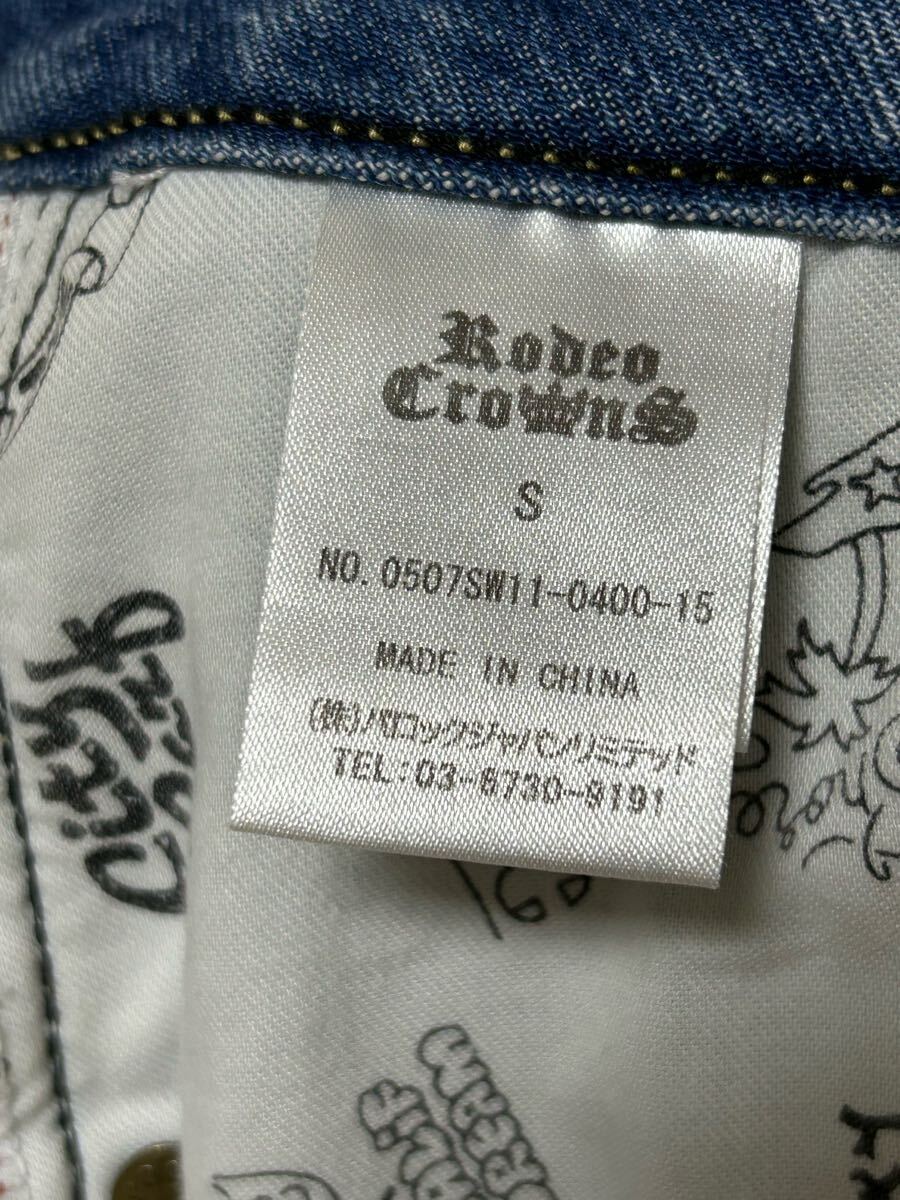 Rodeo
Crowns
S
NO. 0507SW11-0400-15
MADE IN CHINA
(株)バロックジャパンリミテッド
TEL:03-6730-9191
City